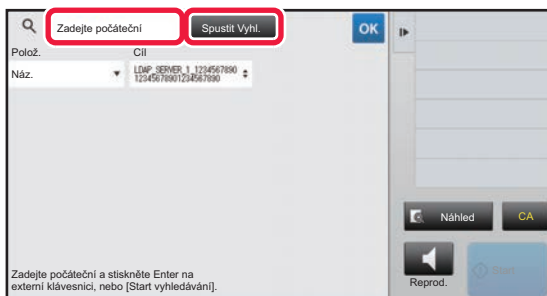 Zadejte počáteční
Spustit Vyhl.
OK
Polož.
Cíl
Náz.
LDAP_SERVER_1_1234567890
12345678901234567890
Náhled
CA
Reprod.
Start
Zadejte počáteční a stiskněte Enter na
externí klávesnici, nebo [Start vyhledávání].